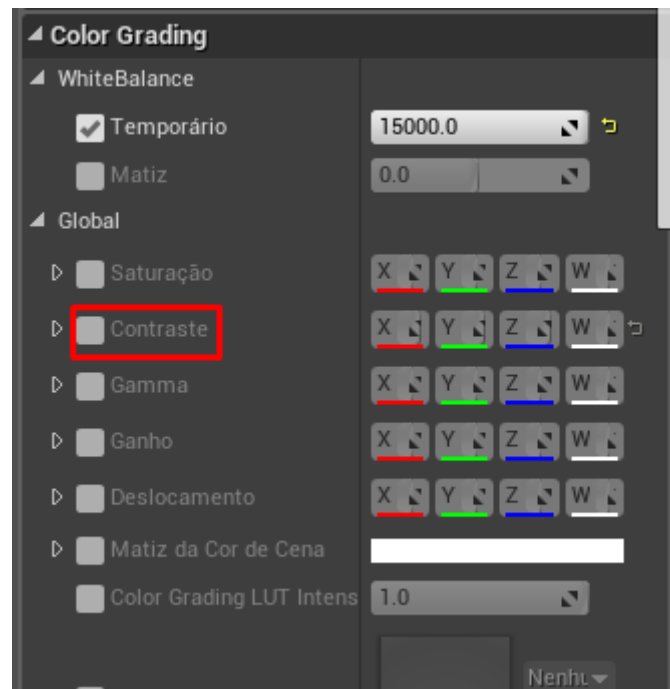 Color Grading
WhiteBalance
Temporário 15000.0
Matiz 0.0
Global
Saturação X Y Z W
Contraste X Y Z W
Gamma X Y Z W
Ganho X Y Z W
Deslocamento X Y Z W
Matiz da Cor de Cena
Color Grading LUT Intens 1.0
Nenhu